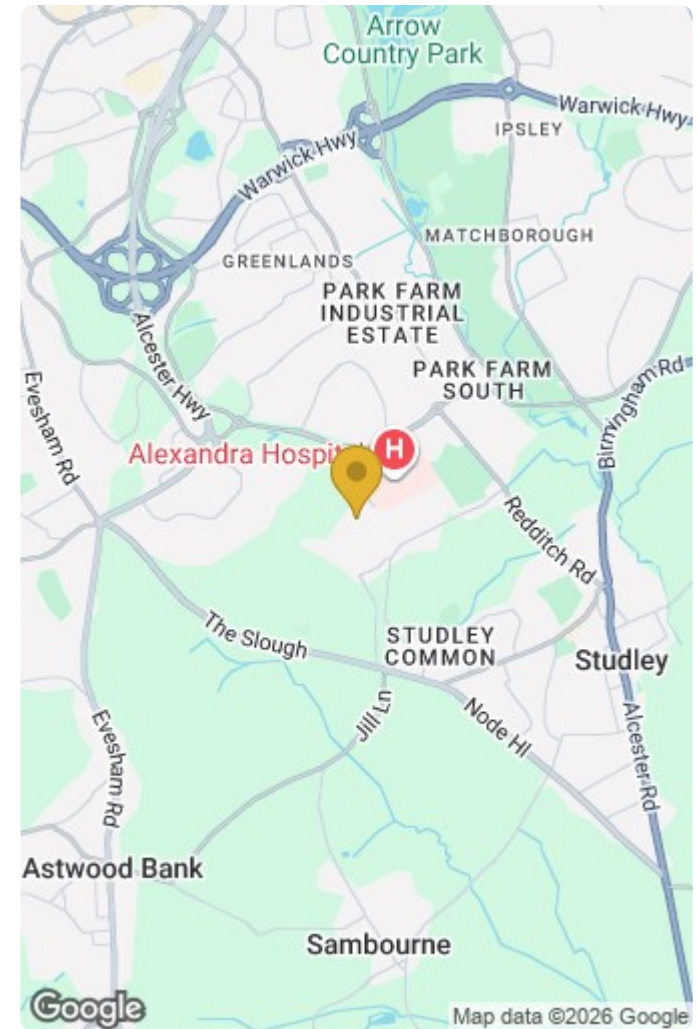 Arrow
Country Park
Warwick Hwy
IPSLEY
Warwick Hwy
MATCHBOROUGH
GREENLANDS
PARK FARM
INDUSTRIAL
ESTATE
PARK FARM
SOUTH
Alcester Hwy
Evesham Rd
Birmingham Rd
Alexandra Hospital
H
Redditch Rd
The Slough
STUDLEY
COMMON
Studley
Jill Ln
Node Hl
Evesham Rd
Alcester Rd
Astwood Bank
Sambourne
Google
Map data ©2026 Google